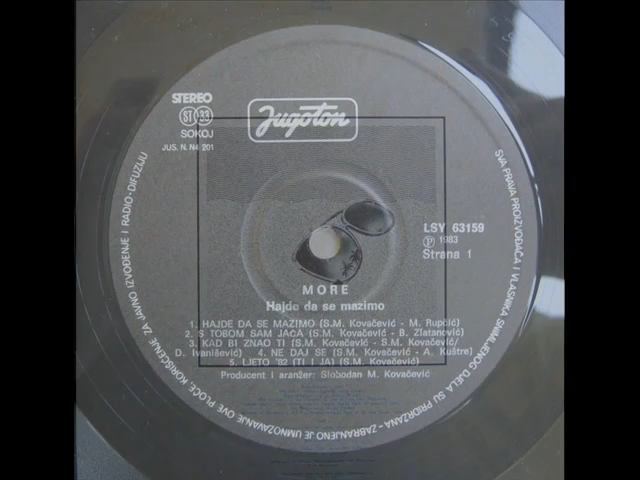 STEREO
ST 33
SOKOJ
JUS. N. N4 201
Jugoton
LSY 63159
Ⓟ 1983
Strana 1
MORE
Hajde da se mazimo
1. HAJDE DA SE MAZIMO (S.M. Kovačević - M. Rupčić)
2. S TOBOM SAM JAČA (S.M. Kovačević - B. Zlatanović)
3. KAD BI ZNAO TI (S.M. Kovačević - S.M. Kovačević/
D. Ivanišević) 4. NE DAJ SE (S.M. Kovačević - A. Kuštre)
5. LJETO '82 (TI I JA) (S.M. Kovačević)
Producent i aranžer: Slobodan M. Kovačević
SVA PRAVA PROIZVOĐAČA I VLASNIKA SNIMLJENOG DJELA SU PRIDRŽANA - ZABRANJENO JE UMNOŽAVANJE OVE PLOČE, KORIŠĆENJE ZA JAVNO IZVOĐENJE I RADIO-DIFUZIJU